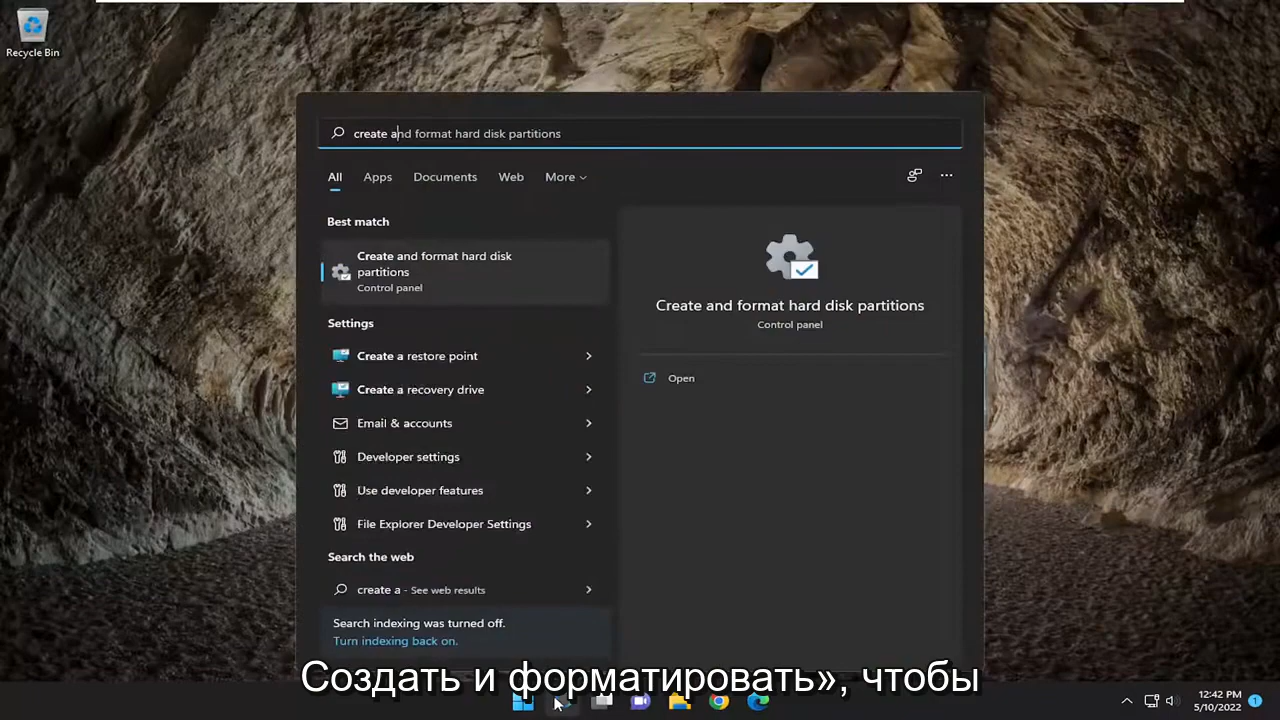 Recycle Bin
create and format hard disk partitions
All Apps Documents Web More
Best match
Create and format hard disk
partitions
Control panel
Settings
Create a restore point
Create a recovery drive
Email & accounts
Developer settings
Use developer features
File Explorer Developer Settings
Search the web
create a - See web results
Search indexing was turned off.
Turn indexing back on.
Create and format hard disk partitions
Control panel
Open
Создать и форматировать», чтобы
12:42 PM
5/10/2022
1